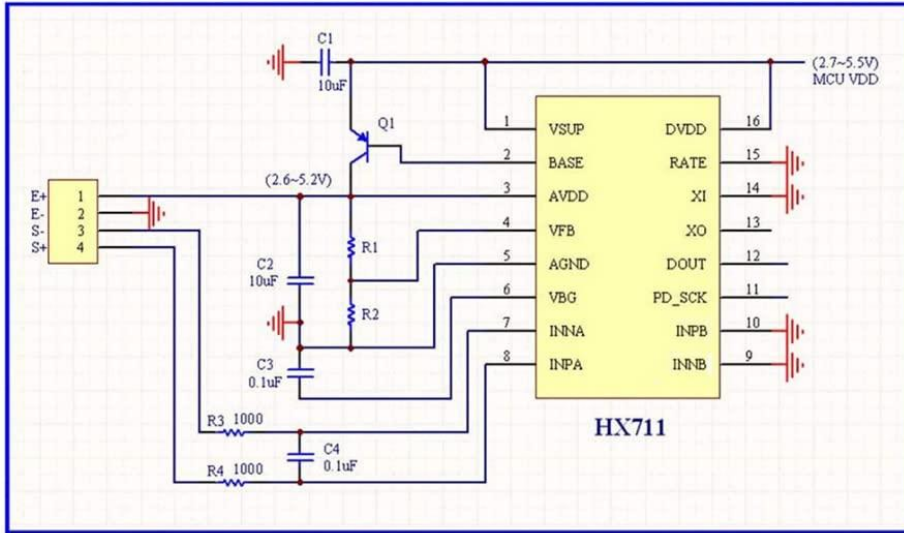 C1
10uF
(2.7~5.5V)
MCU VDD
Q1
(2.6~5.2V)
E+ 1
E- 2
S- 3
S+ 4
R1
C2
10uF
R2
C3
0.1uF
R3 1000
C4
0.1uF
R4 1000
1 VSUP DVDD 16
2 BASE RATE 15
3 AVDD XI 14
4 VFB XO 13
5 AGND DOUT 12
6 VBG PD_SCK 11
7 INNA INPB 10
8 INPA INNB 9
HX711